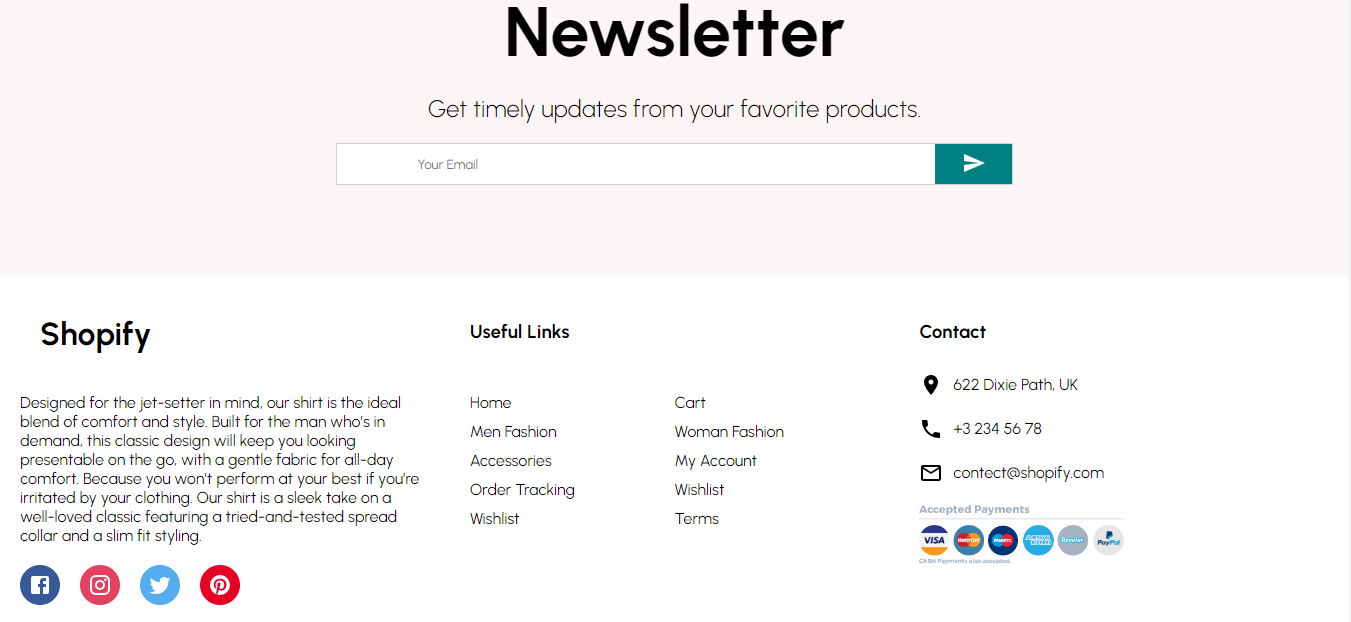 Newsletter
Get timely updates from your favorite products.
Your Email
Shopify
Designed for the jet-setter in mind, our shirt is the ideal
blend of comfort and style. Built for the man who's in
demand, this classic design will keep you looking
presentable on the go, with a gentle fabric for all-day
comfort. Because you won't perform at your best if you're
irritated by your clothing. Our shirt is a sleek take on a
well-loved classic featuring a tried-and-tested spread
collar and a slim fit styling.
Useful Links
Home
Men Fashion
Accessories
Order Tracking
Wishlist
Cart
Woman Fashion
My Account
Wishlist
Terms
Contact
622 Dixie Path, UK
+3 234 56 78
contect@shopify.com
Accepted Payments
VISA
MasterCard
Maestro
AMERICAN EXPRESS
Revolut
PayPal
CASH Payments also accepted.